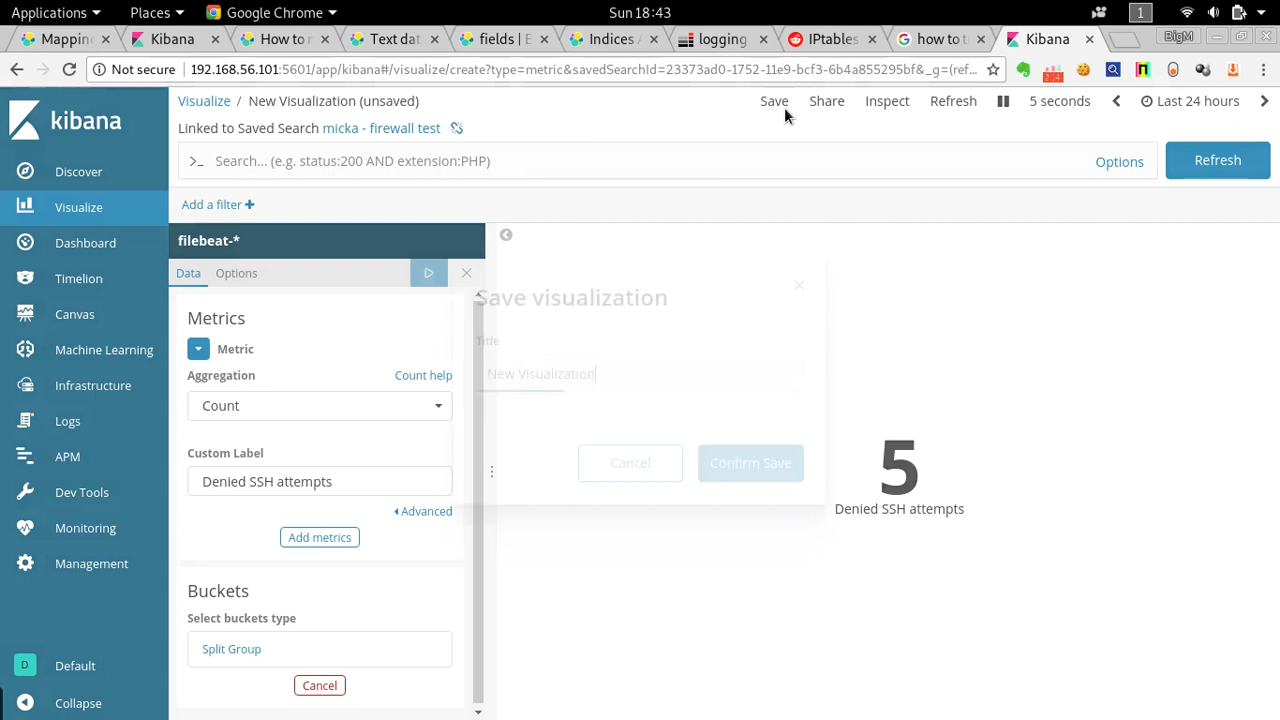 Applications Places Google Chrome Sun 18:43 1
Mappin Kibana How to r Text dat fields | E Indices A logging IPtables how to t Kibana BigM
Not secure 192.168.56.101:5601/app/kibana#/visualize/create?type=metric&savedSearchId=23373ad0-1752-11e9-bcf3-6b4a855295bf&_g=(ref...
2:14
kibana
Visualize / New Visualization (unsaved) Save Share Inspect Refresh 5 seconds Last 24 hours
Linked to Saved Search micka - firewall test
>_ Search... (e.g. status:200 AND extension:PHP) Options Refresh
Add a filter +
Discover
Visualize
Dashboard
Timelion
Canvas
Machine Learning
Infrastructure
Logs
APM
Dev Tools
Monitoring
Management
D Default
Collapse
filebeat-*
Data Options
Metrics
Metric
Aggregation Count help
Count
Custom Label
Denied SSH attempts
Advanced
Add metrics
Buckets
Select buckets type
Split Group
Cancel
Save visualization
Title
New Visualization
Cancel Confirm Save
5
Denied SSH attempts